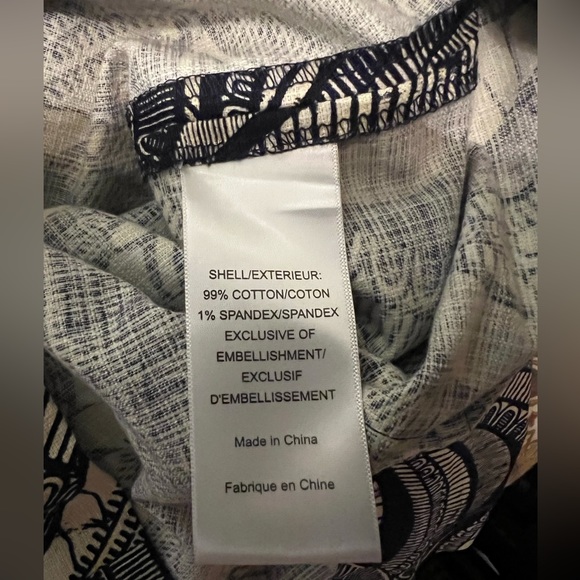 SHELL/EXTERIEUR:
99% COTTON/COTON
1% SPANDEX/SPANDEX
EXCLUSIVE OF
EMBELLISHMENT/
EXCLUSIF
D'EMBELLISSEMENT
Made in China
Fabrique en Chine